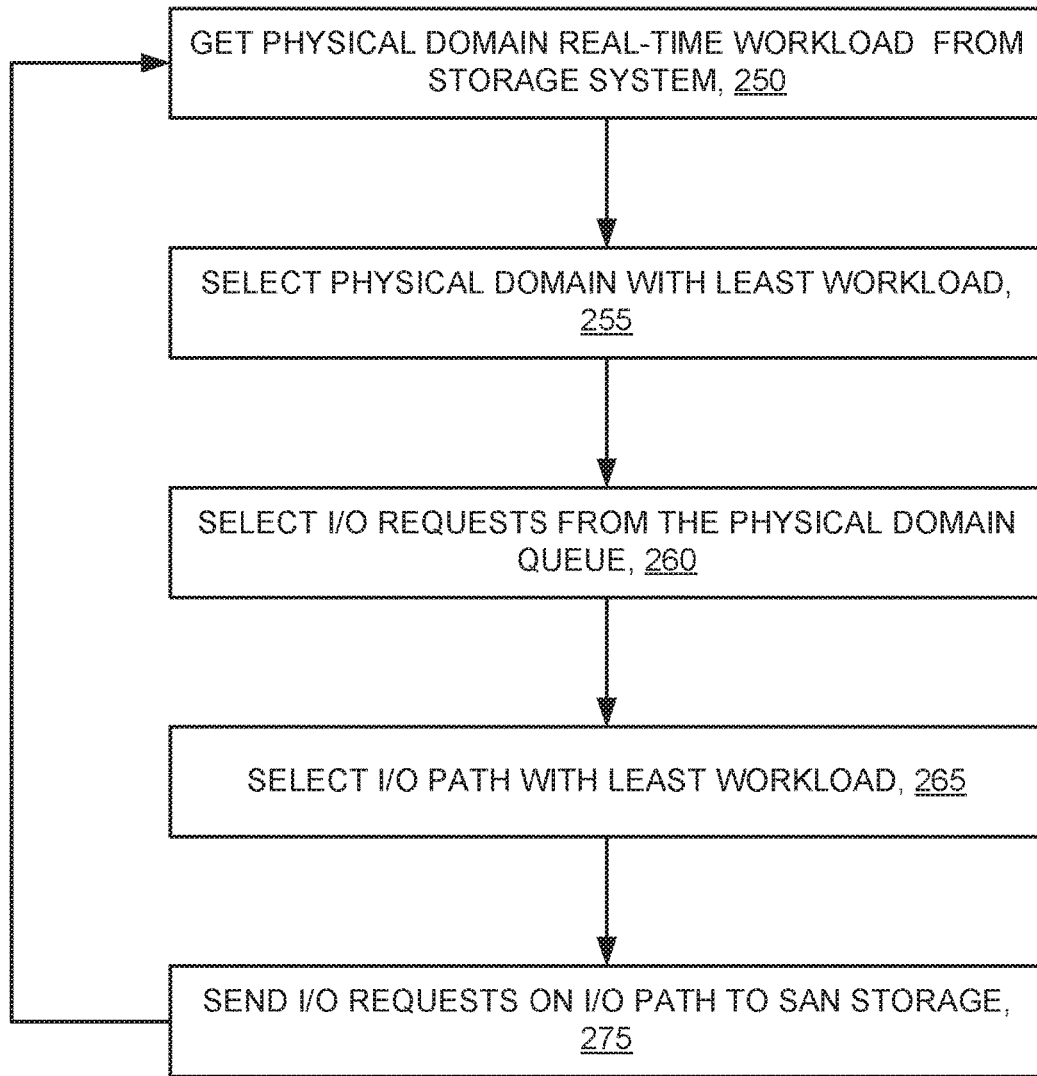 GET PHYSICAL DOMAIN REAL-TIME WORKLOAD FROM
STORAGE SYSTEM, 250
SELECT PHYSICAL DOMAIN WITH LEAST WORKLOAD,
255
SELECT I/O REQUESTS FROM THE PHYSICAL DOMAIN
QUEUE, 260
SELECT I/O PATH WITH LEAST WORKLOAD, 265
SEND I/O REQUESTS ON I/O PATH TO SAN STORAGE,
275